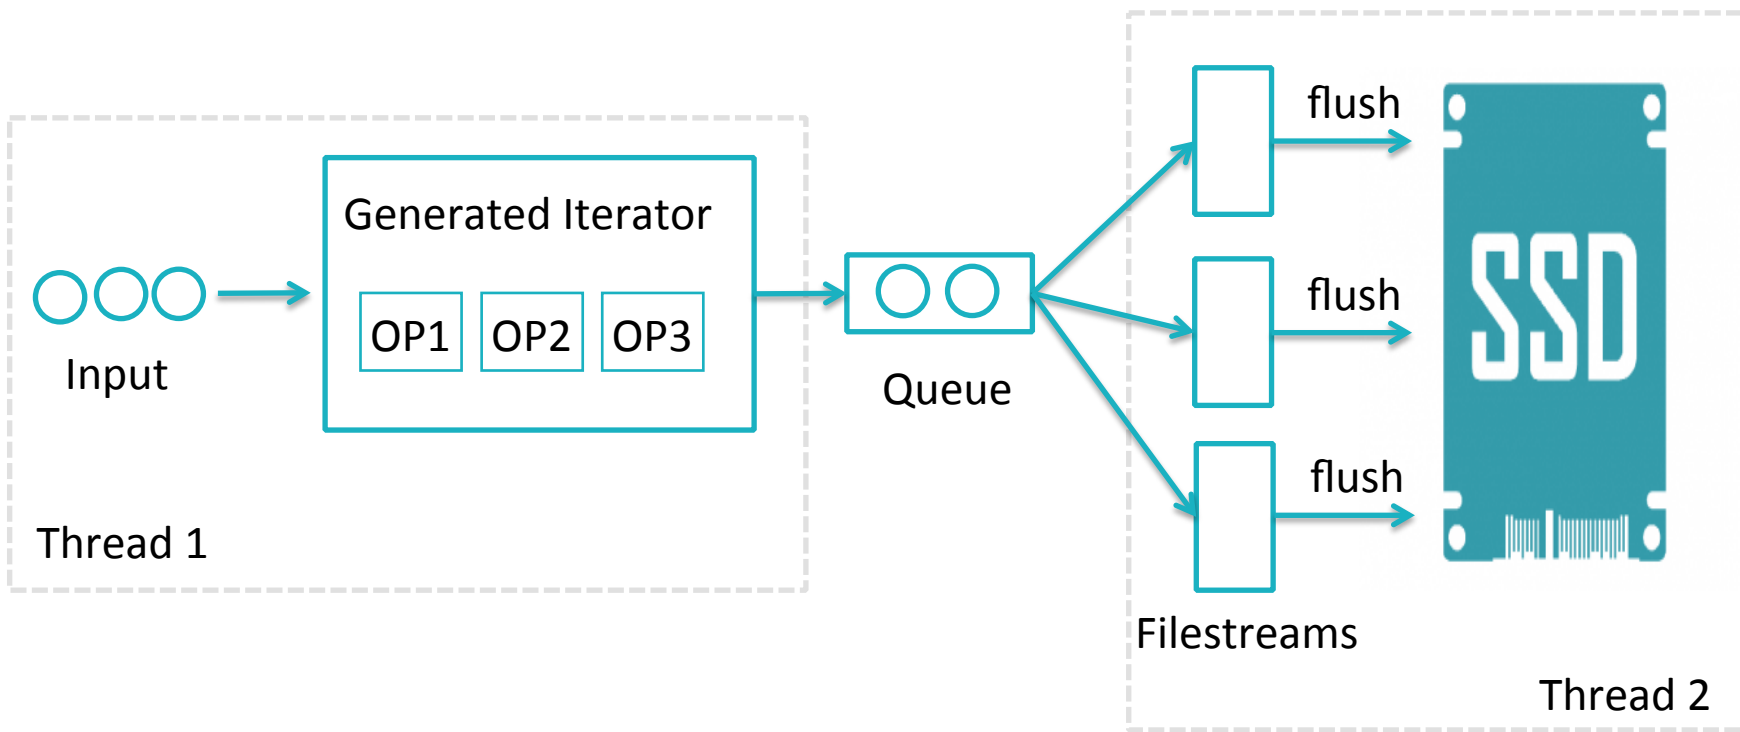 Input
Generated Iterator
OP1 OP2 OP3
Thread 1
Queue
flush
flush
flush
Filestreams
SSD
Thread 2